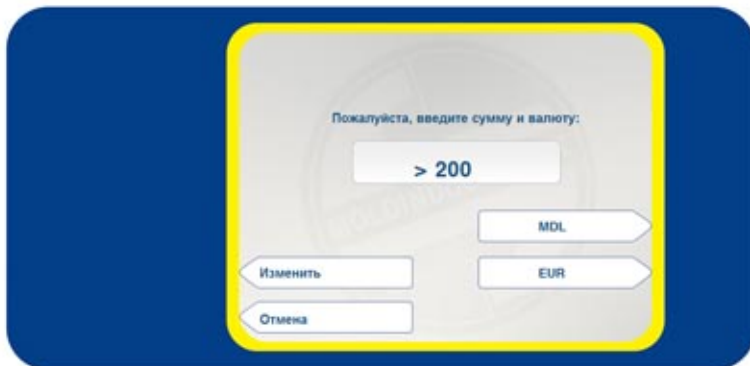 Пожалуйста, введите сумму и валюту:
> 200
MDL
Изменить
EUR
Отмена